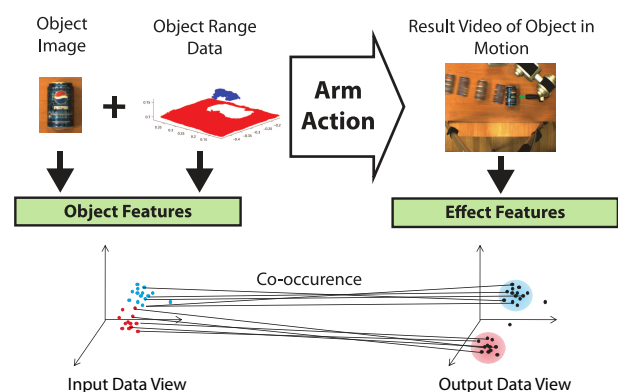 Object
Image
Object Range
Data
Result Video of Object in
Motion
Arm
Action
Object Features
Effect Features
Co-occurence
Input Data View
Output Data View